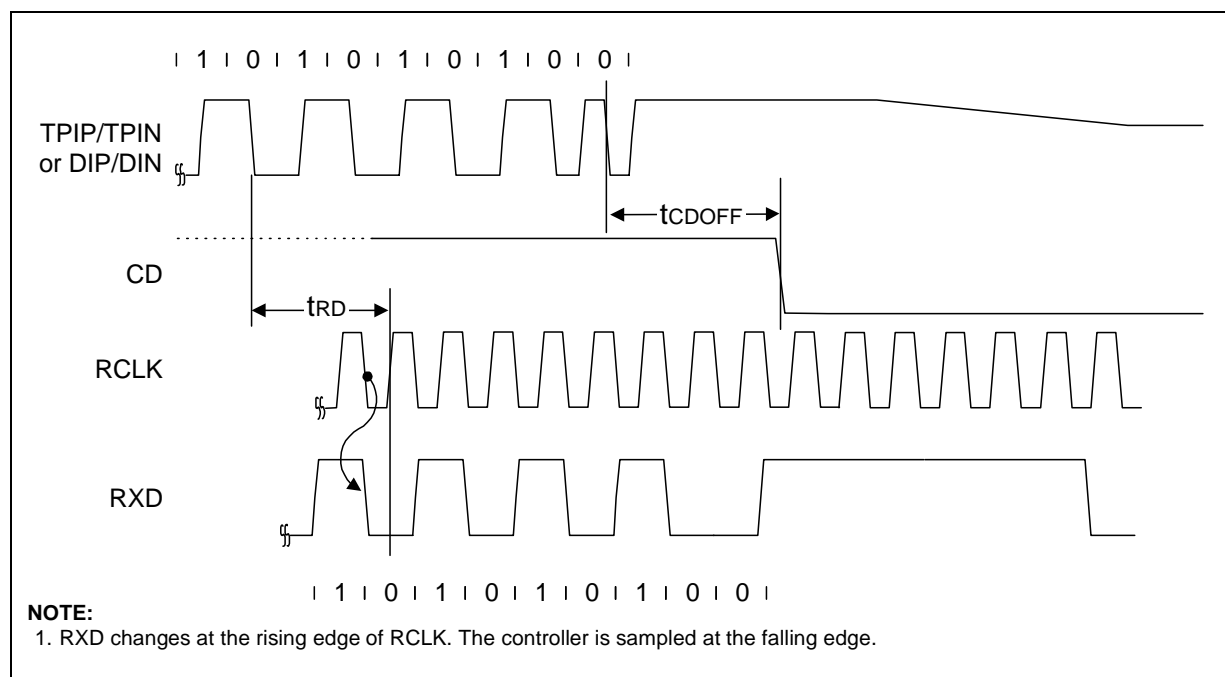 1 0 1 0 1 0 1 0 0
TPIP/TPIN
or DIP/DIN
tCDOFF
CD
tRD
RCLK
RXD
1 0 1 0 1 0 1 0 0
NOTE:
1. RXD changes at the rising edge of RCLK. The controller is sampled at the falling edge.